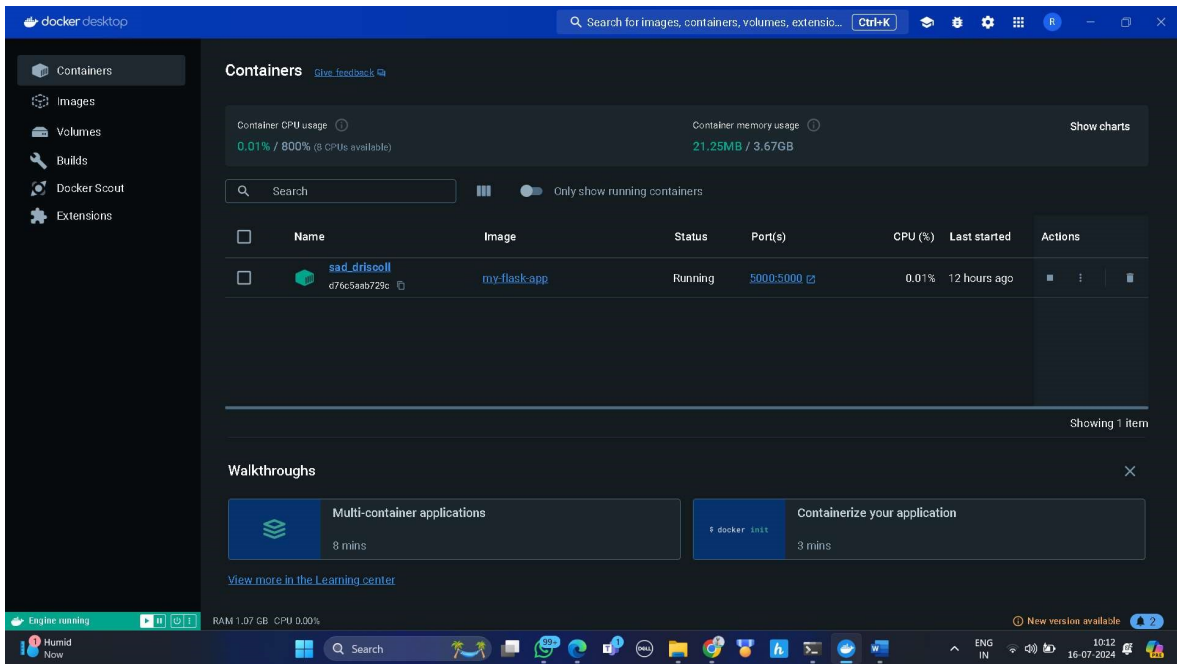 docker desktop
Search for images, containers, volumes, extensio... Ctrl+K
R
Containers
Images
Volumes
Builds
Docker Scout
Extensions
Containers Give feedback
Container CPU usage
0.01% / 800% (8 CPUs available)
Container memory usage
21.25MB / 3.67GB
Show charts
Search
Only show running containers
Name Image Status Port(s) CPU (%) Last started Actions
sad_driscoll
d76c5aab729c
my-flask-app Running 5000:5000 0.01% 12 hours ago
Showing 1 item
Walkthroughs
Multi-container applications
8 mins
$ docker init
Containerize your application
3 mins
View more in the Learning center
Engine running
RAM 1.07 GB CPU 0.00%
New version available 2
1
Humid
Now
Search
99+
DELL
h
ENG
IN
10:12
16-07-2024